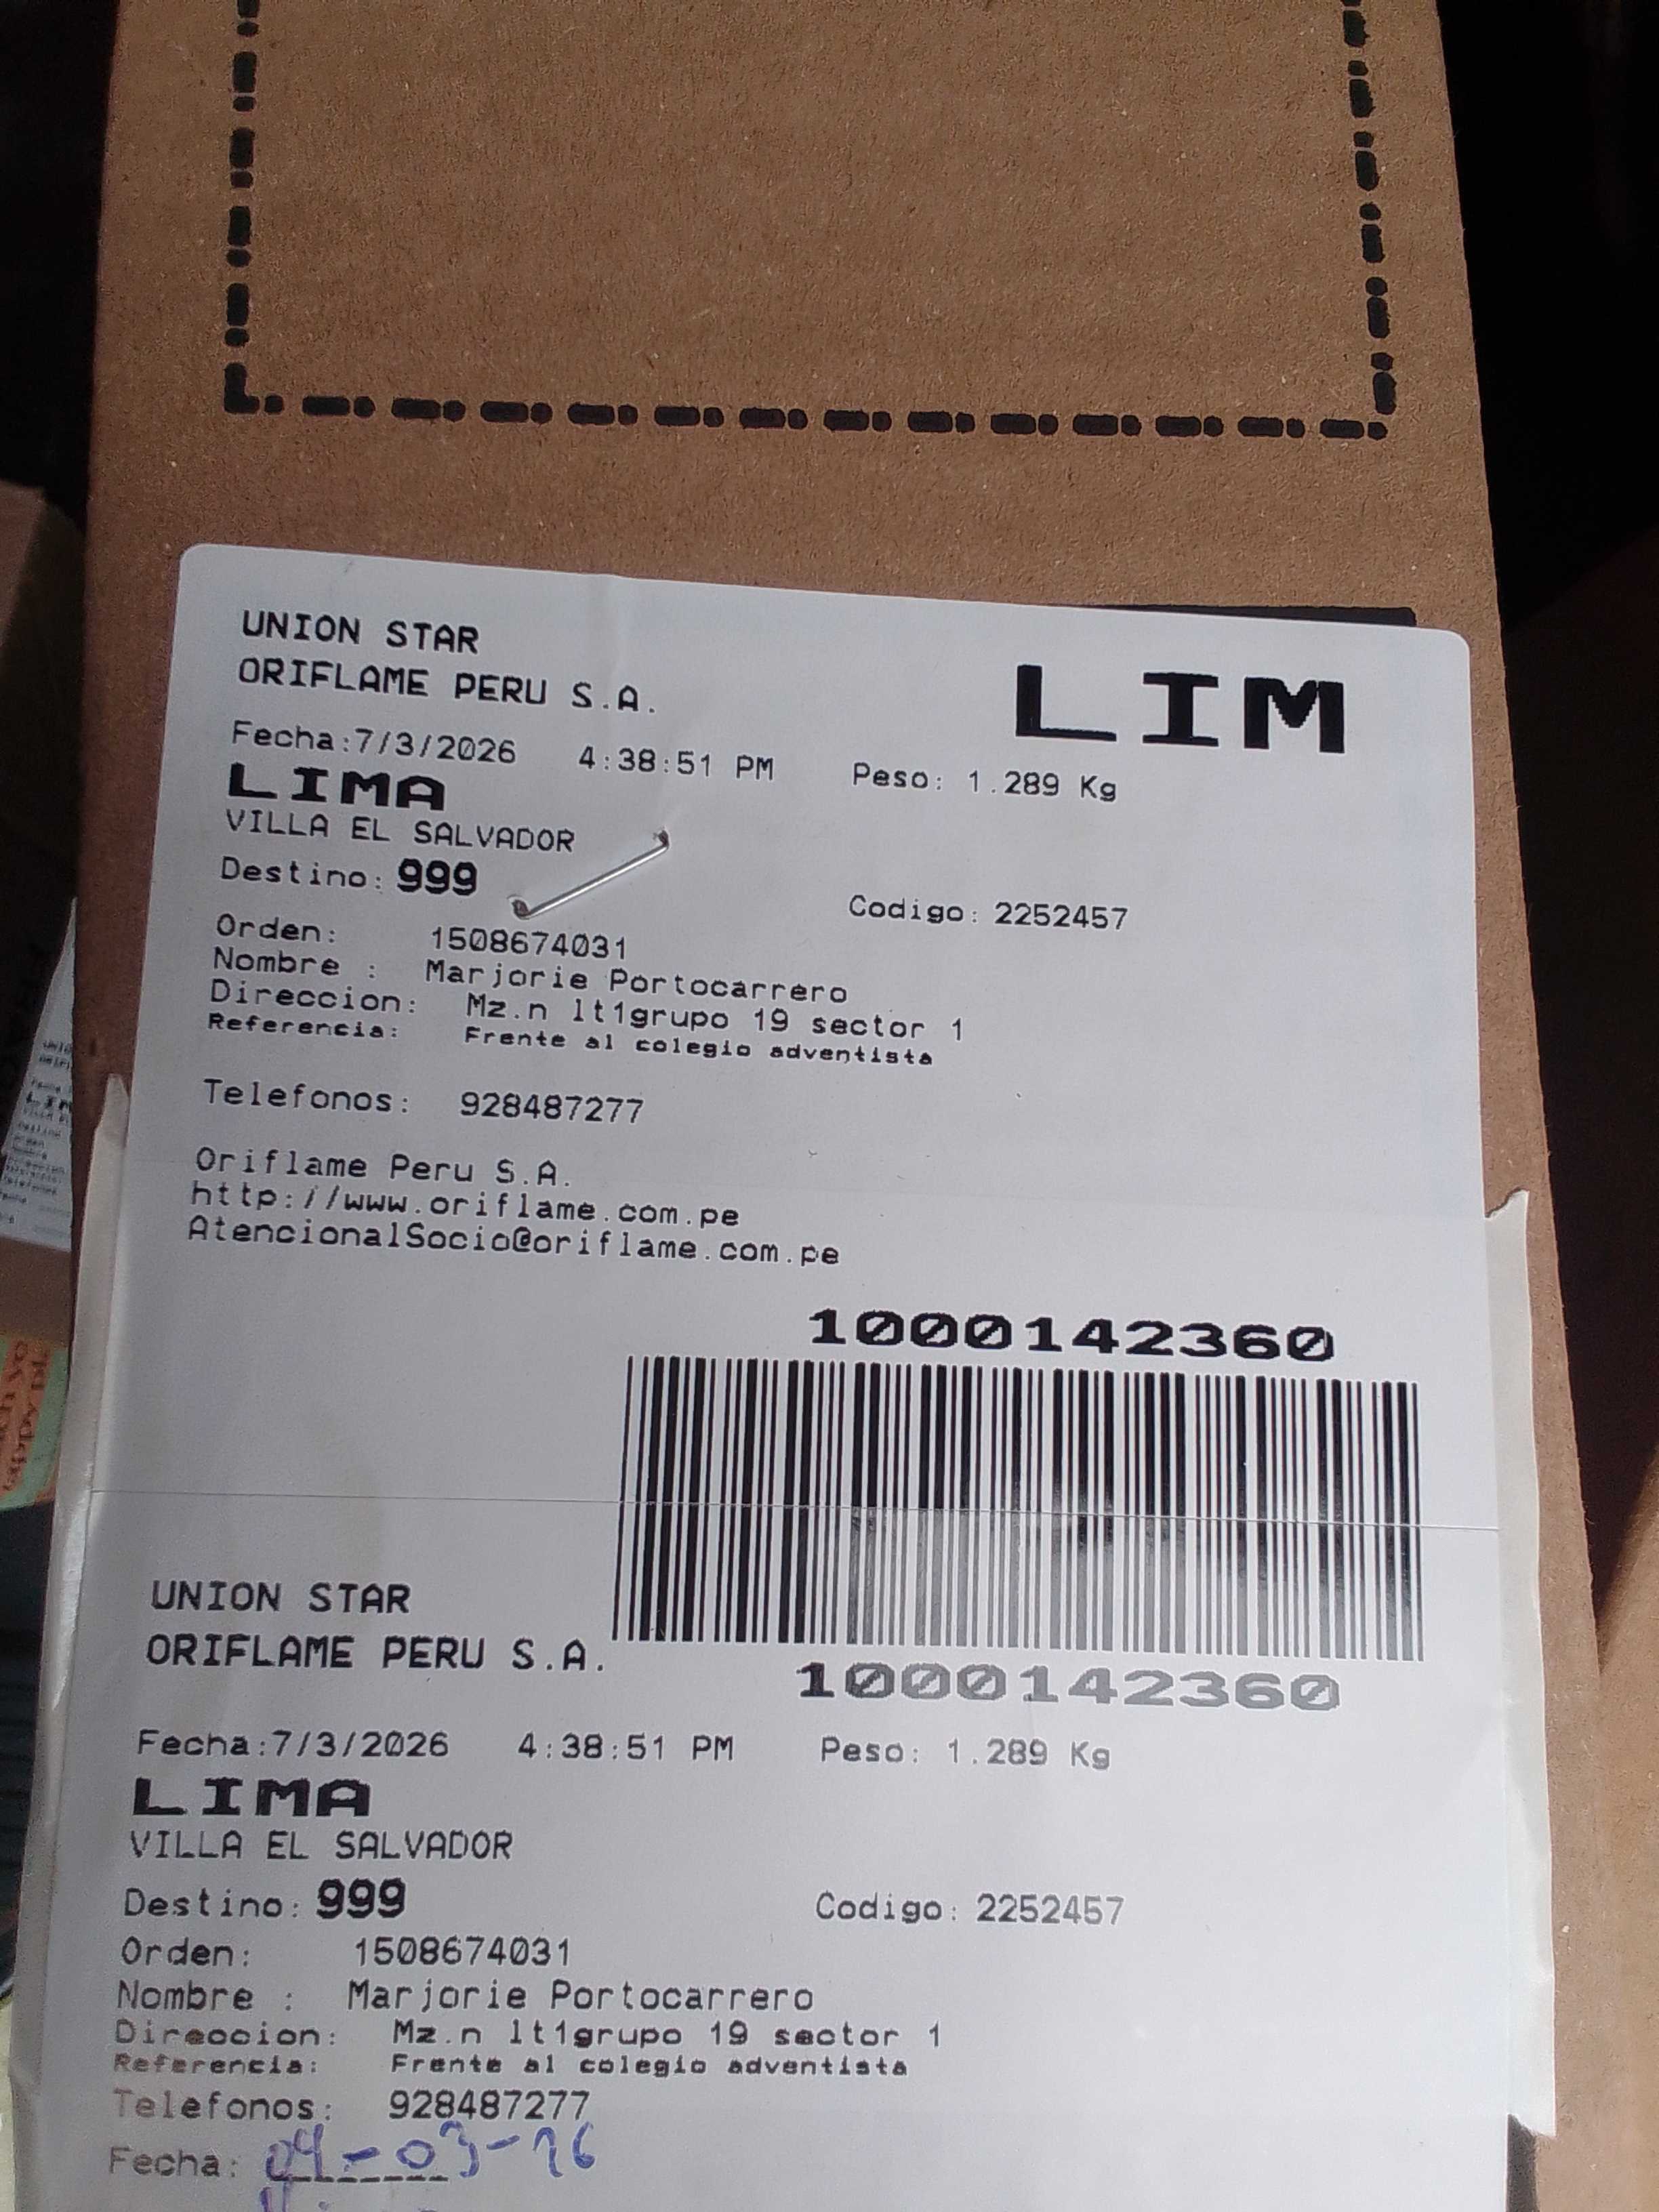 UNION STAR
ORIFLAME PERU S.A.
LIM
Fecha:7/3/2026 4:38:51 PM Peso: 1.289 Kg
LIMA
VILLA EL SALVADOR
Destino: 999
Codigo: 2252457
Orden: 1508674031
Nombre : Marjorie Portocarrero
Direccion: Mz.n lt1grupo 19 sector 1
Referencia: Frente al colegio adventista
Telefonos: 928487277
Oriflame Peru S.A.
http://www.oriflame.com.pe
AtencionalSocio@oriflame.com.pe
1000142360
UNION STAR
ORIFLAME PERU S.A.
1000142360
Fecha:7/3/2026 4:38:51 PM Peso: 1.289 Kg
LIMA
VILLA EL SALVADOR
Destino: 999
Codigo: 2252457
Orden: 1508674031
Nombre : Marjorie Portocarrero
Direccion: Mz.n lt1grupo 19 sector 1
Referencia: Frente al colegio adventista
Telefonos: 928487277
Fecha: 04-03-26